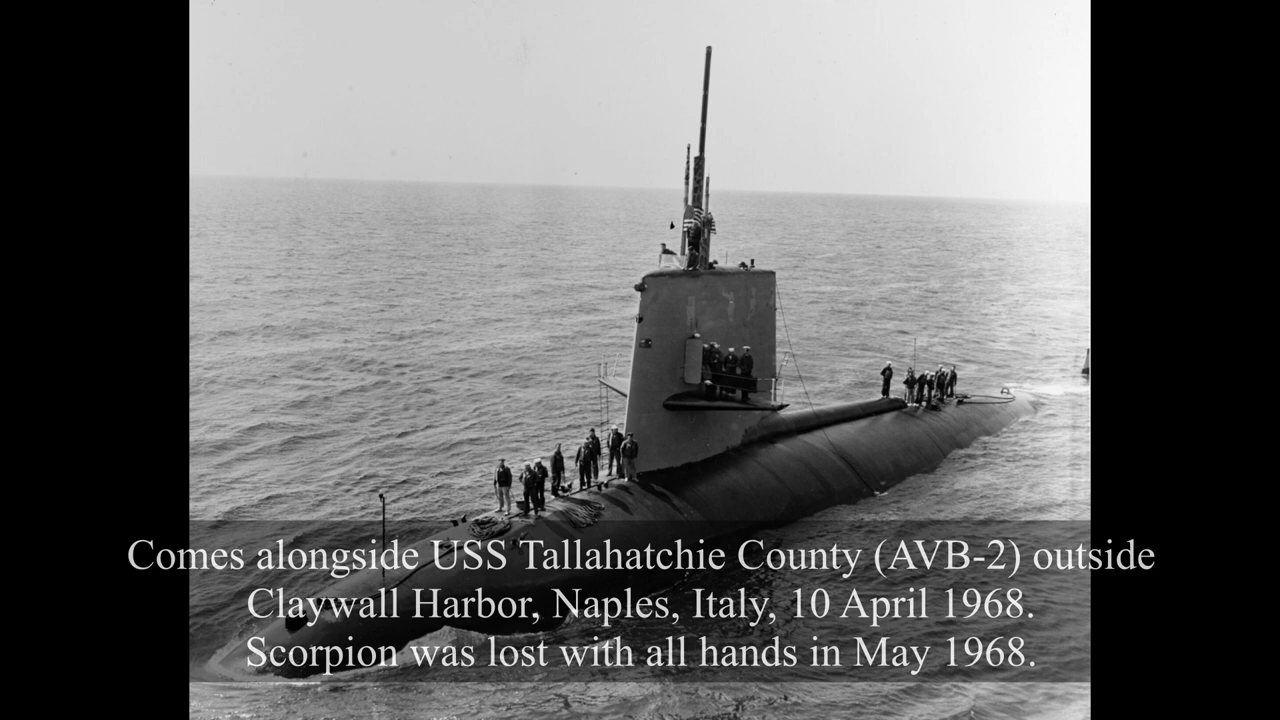 Comes alongside USS Tallahatchie County (AVB-2) outside
Claywall Harbor, Naples, Italy, 10 April 1968.
Scorpion was lost with all hands in May 1968.